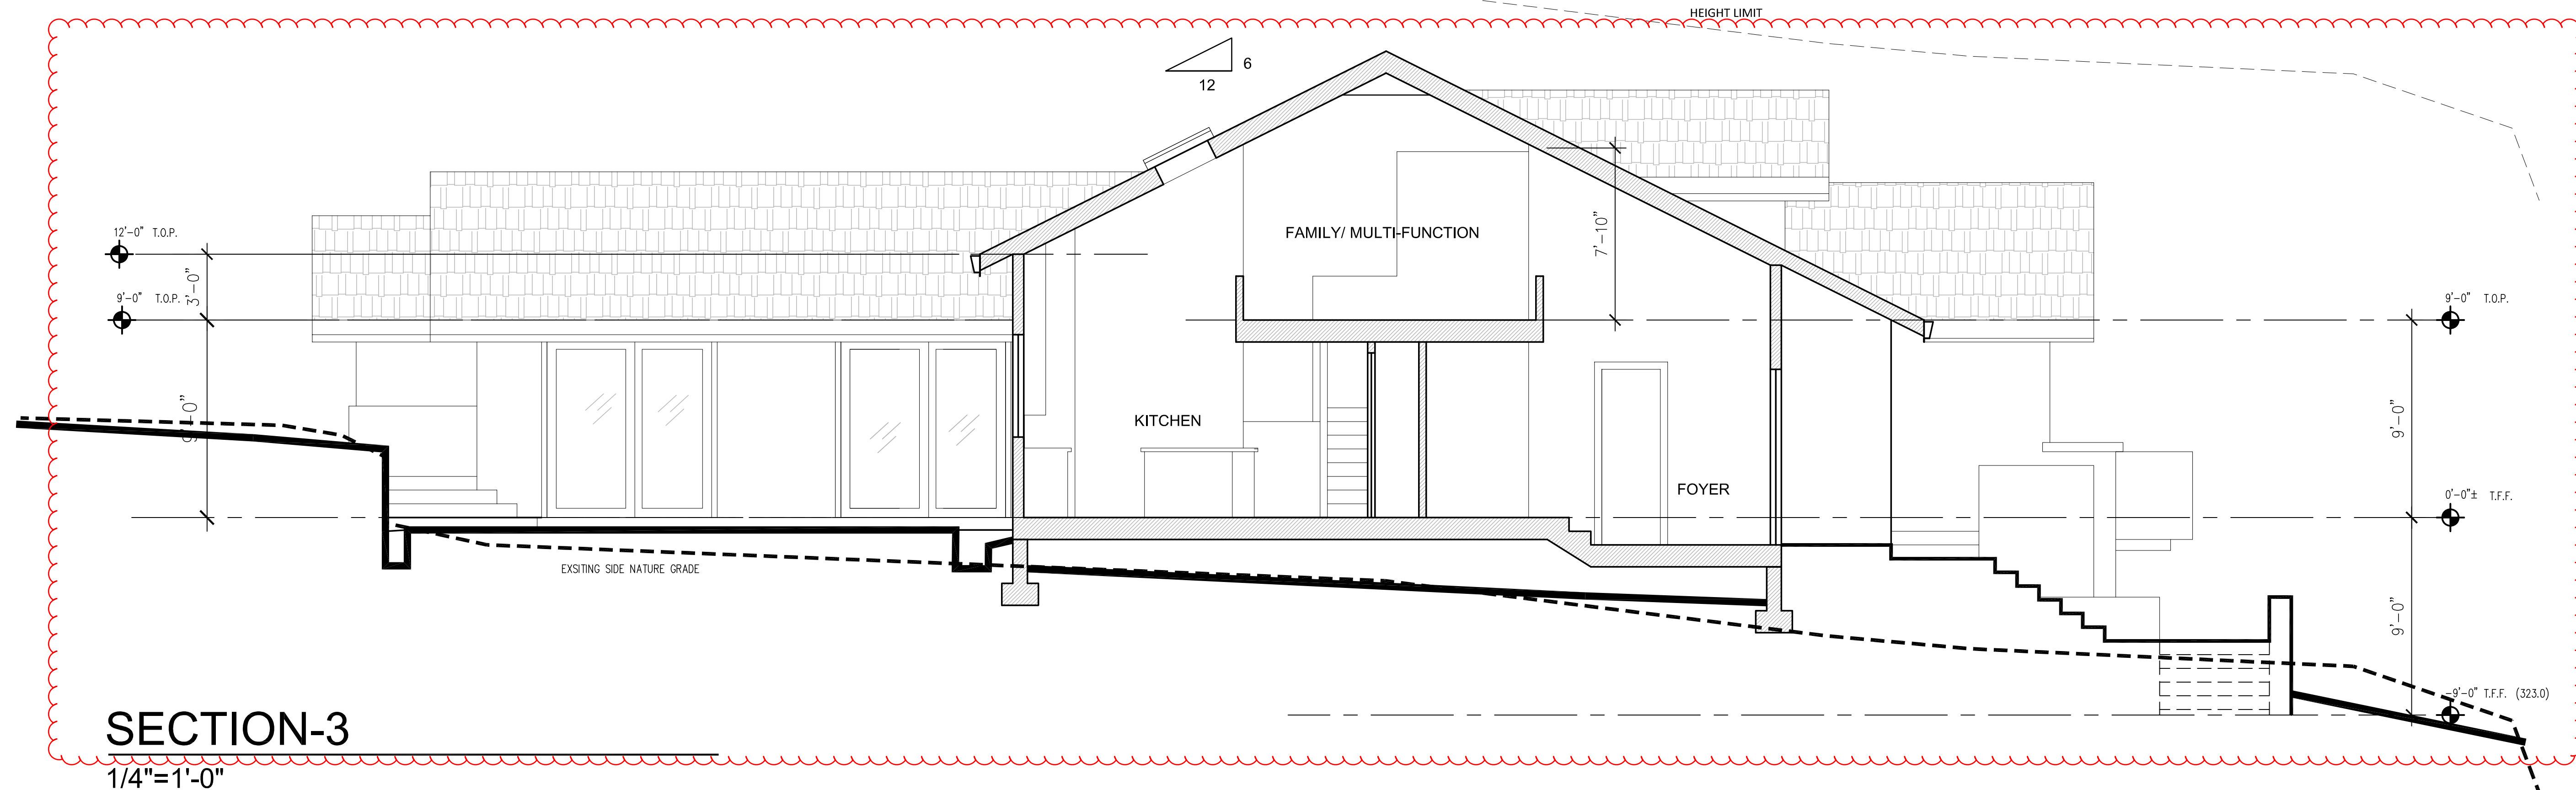 HEIGHT LIMIT
6
12
12'-0" T.O.P.
3'-0"
9'-0" T.O.P.
9'-0"
FAMILY/ MULTI-FUNCTION
7'-10"
KITCHEN
FOYER
9'-0" T.O.P.
9'-0"
0'-0"± T.F.F.
9'-0"
-9'-0" T.F.F. (323.0)
EXSITING SIDE NATURE GRADE
SECTION-3
1/4"=1'-0"